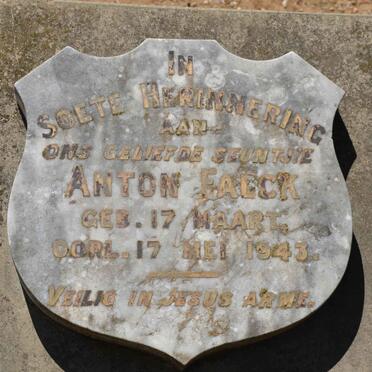 IN
SOETE HERINNERING
AAN
ONS GELIEFDE SEUNTJIE
ANTON FAECK
GEB. 17 MAART.
OORL. 17 MEI 1943.
VEILIG IN JESUS ARME.